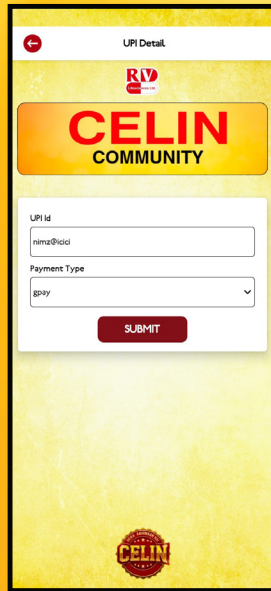 UPI Detail
RV
CELIN
COMMUNITY
UPI Id
nimz@icici
Payment Type
gpay
SUBMIT
CELIN